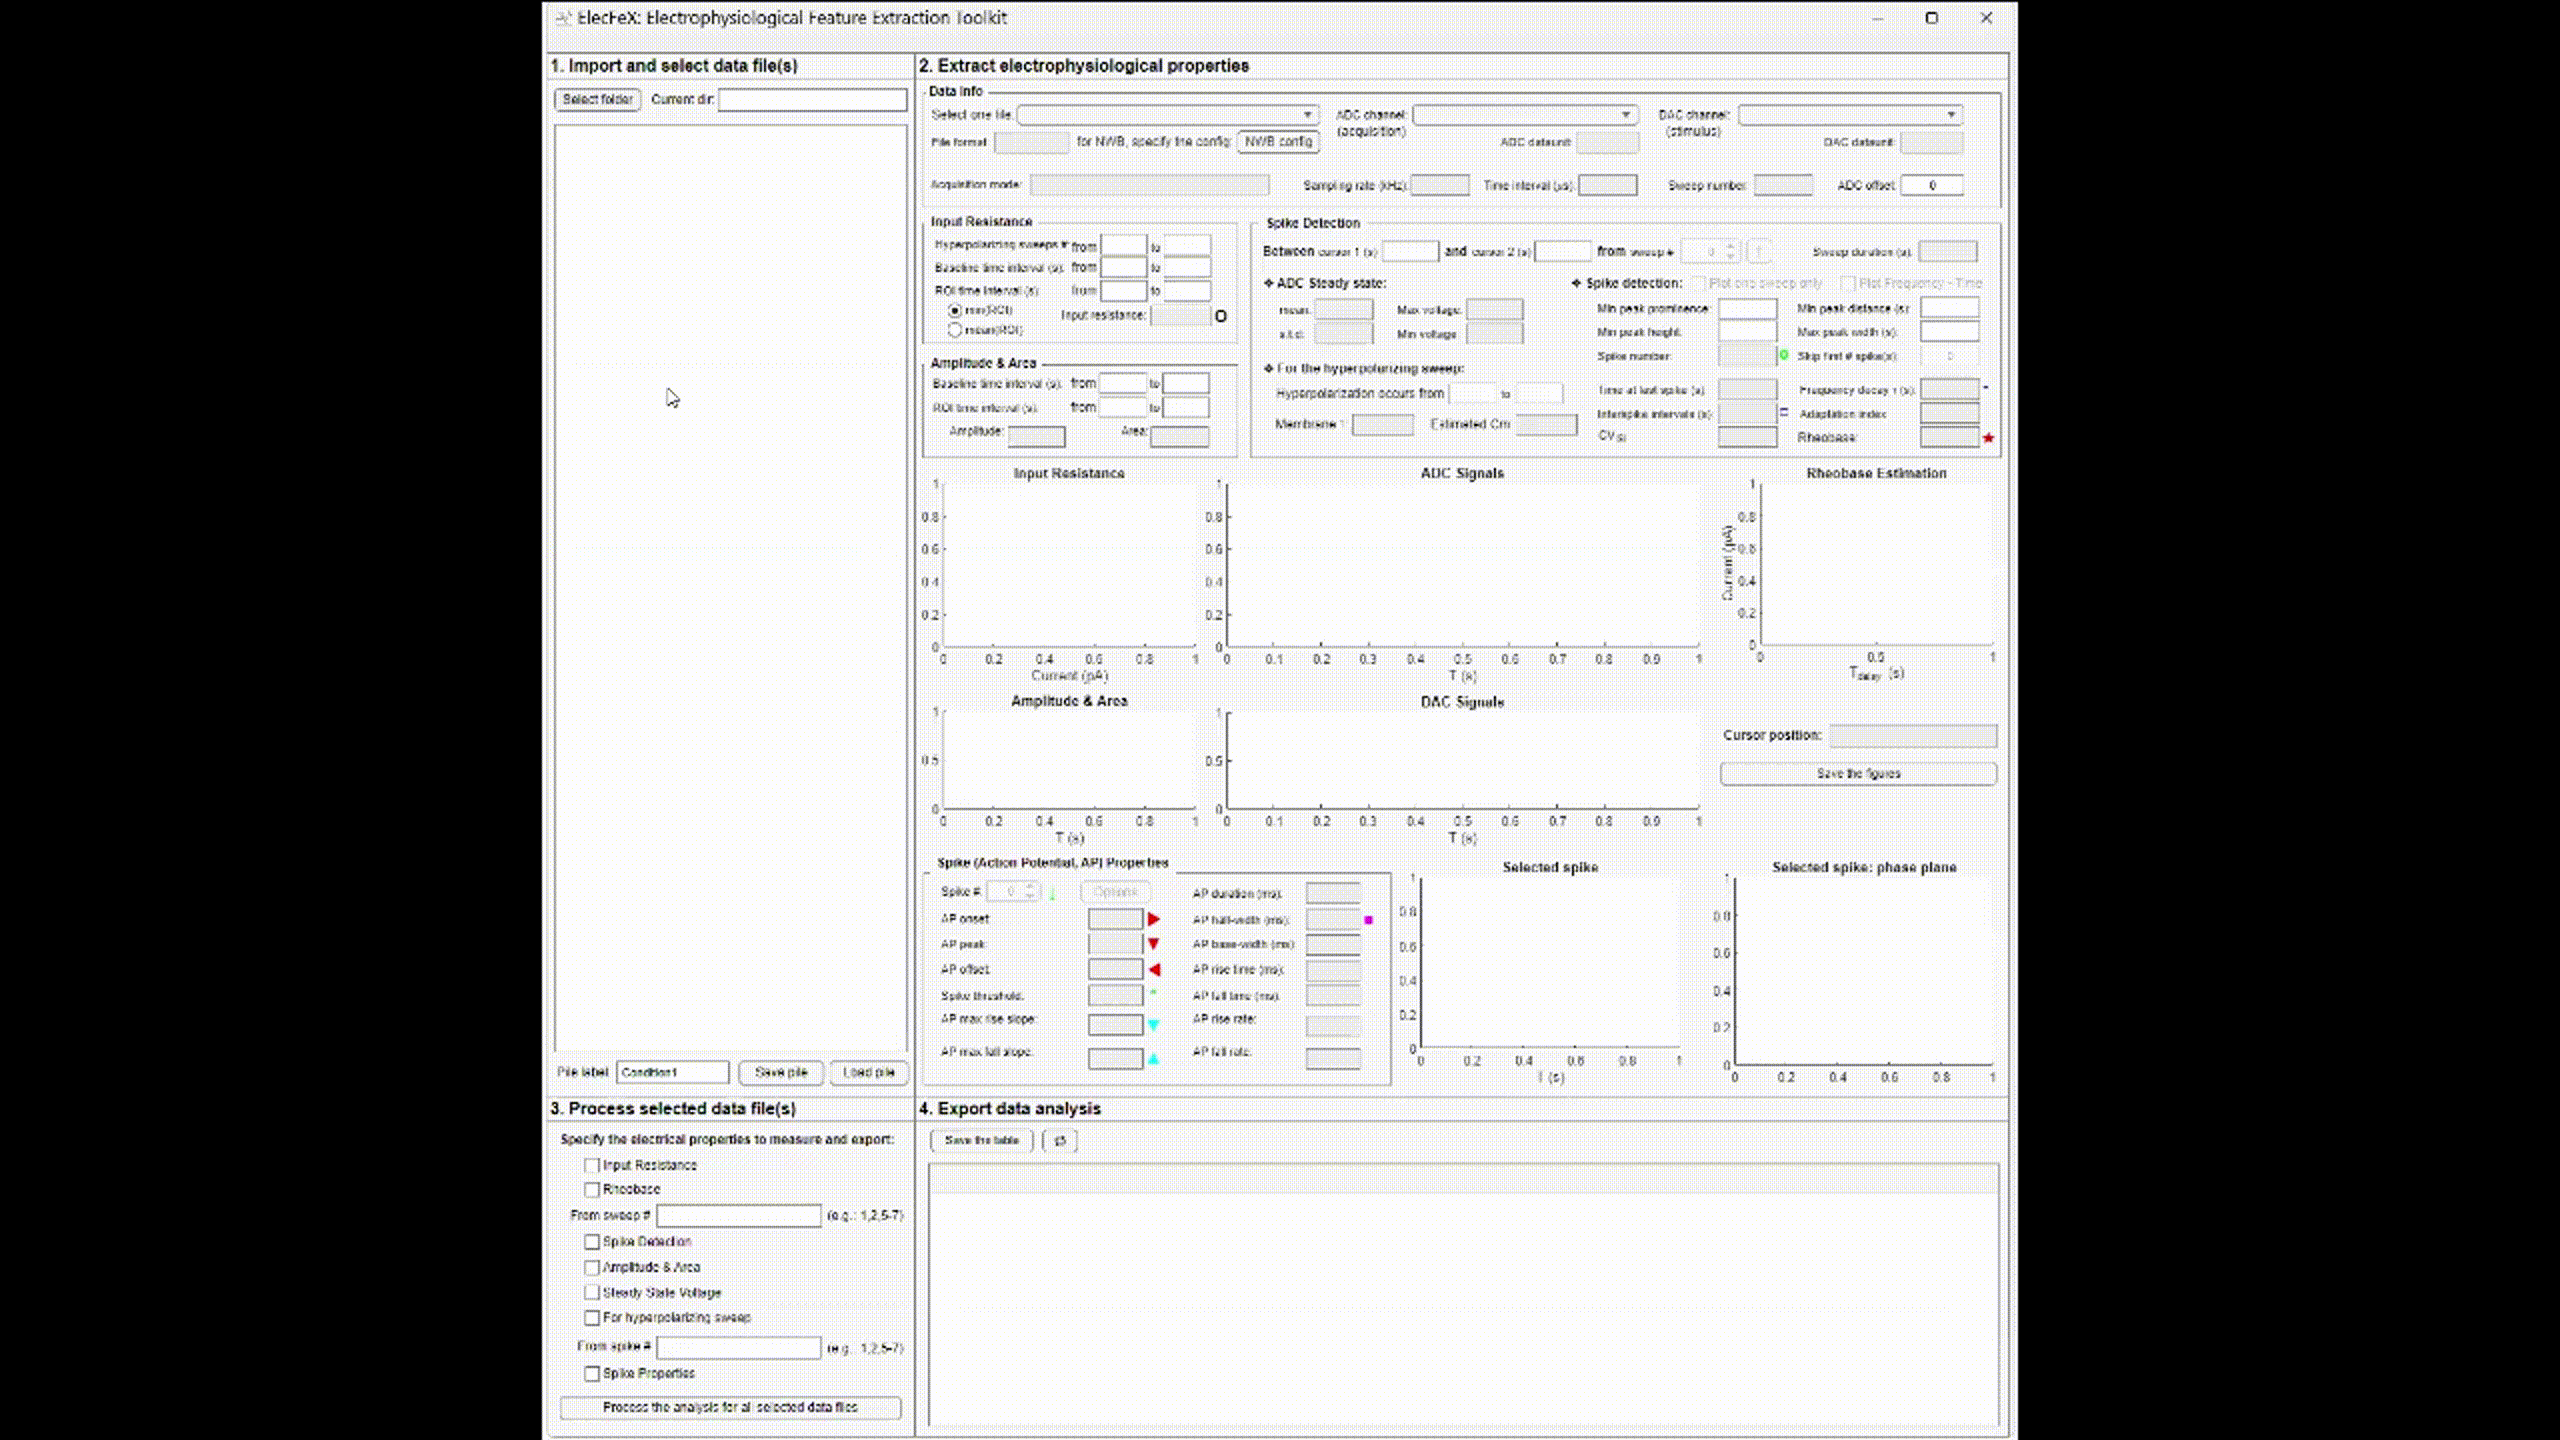 ElecFeX: Electrophysiological Feature Extraction Toolkit
1. Import and select data file(s)
Select folder Current dir:
Pile label Condition1 Save pile Load pile
2. Extract electrophysiological properties
Data Info
Select one file: ADC channel: (acquisition) DAC channel: (stimulus)
File format for NWB, specify the config: NWB config ADC dataunit DAC dataunit:
Acquisition mode: Sampling rate (kHz): Time interval (μs): Sweep number: ADC offset: 0
Input Resistance
Hyperpolarizing sweeps # from to
Baseline time interval (s): from to
ROI time interval (s): from to
min(ROI) Input resistance:
mean(ROI)
Amplitude & Area
Baseline time interval (s): from to
ROI time interval (s): from to
Amplitude: Area:
Spike Detection
Between cursor 1 (s) and cursor 2 (s) from sweep # 0 Sweep duration (s):
❖ ADC Steady state:
mean: Max voltage:
s.t.d.: Min voltage
❖ For the hyperpolarizing sweep:
Hyperpolarization occurs from to
Membrane Estimated Cm
❖ Spike detection: Plot one sweep only Plot Frequency - Time
Min peak prominence: Min peak distance (s):
Min peak height: Max peak width (s):
Spike number: Skip first # spike(s):
Time at last spike (s) Frequency decay τ (s):
Interspike intervals (s): Adaptation index
CV Rheobase:
Input Resistance
1
0.8
0.6
0.4
0.2
0
0 0.2 0.4 0.6 0.8 1
Current (pA)
ADC Signals
1
0.8
0.6
0.4
0.2
0
0 0.1 0.2 0.3 0.4 0.5 0.6 0.7 0.8 0.9 1
T (s)
Rheobase Estimation
Current (pA)
1
0.8
0.6
0.4
0.2
0
0 0.5 1
Tdelay (s)
Amplitude & Area
1
0.5
0
0 0.2 0.4 0.6 0.8 1
T (s)
DAC Signals
1
0.5
0
0 0.1 0.2 0.3 0.4 0.5 0.6 0.7 0.8 0.9 1
T (s)
Cursor position:
Save the figures
Spike (Action Potential, AP) Properties
Spike #: 0 Options AP duration (ms):
AP onset: AP half-width (ms):
AP peak: AP base-width (ms):
AP offset: AP rise time (ms):
Spike threshold: AP fall time (ms):
AP max rise slope: AP rise rate:
AP max fall slope: AP fall rate:
Selected spike
1
0.8
0.6
0.4
0.2
0
0 0.2 0.4 0.6 0.8 1
T (s)
Selected spike: phase plane
1
0.8
0.6
0.4
0.2
0
0 0.2 0.4 0.6 0.8 1
3. Process selected data file(s)
Specify the electrical properties to measure and export:
Input Resistance
Rheobase
From sweep # (e.g.: 1,2,5-7)
Spike Detection
Amplitude & Area
Steady State Voltage
For hyperpolarizing sweep
From spike # (e.g.: 1,2,5-7)
Spike Properties
Process the analysis for all selected data files
4. Export data analysis
Save the table